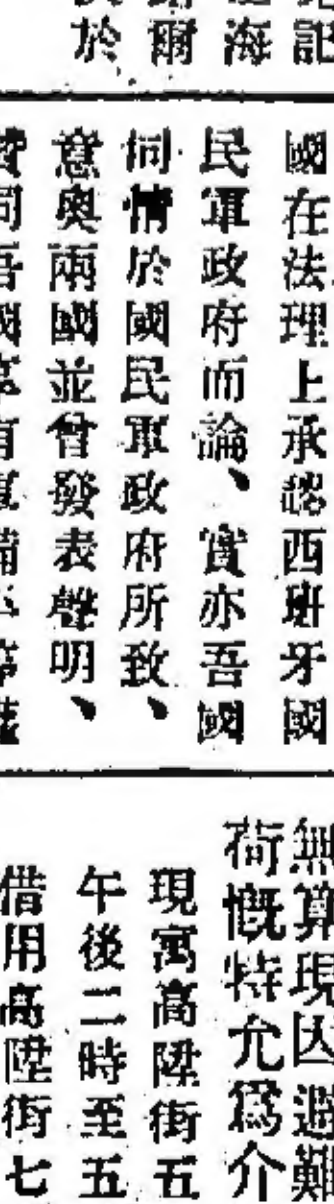 記
海
爾
於
國在法理上承認西班牙國
民軍政府而論、實亦吾國
同情於國民軍政府所致、
意奧兩國並曾發表聲明、
無算現因避難
荷慨特允爲介
現寓高陞街五
午後二時至五
借用高陞街七